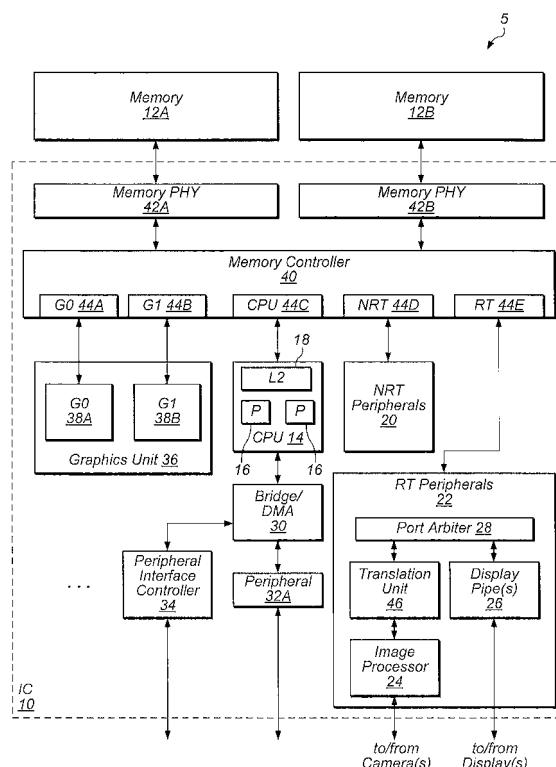 5
Memory
12A
Memory
12B
Memory PHY
42A
Memory PHY
42B
Memory Controller
40
G0 44A
G1 44B
CPU 44C
NRT 44D
RT 44E
18
L2
P
P
CPU 14
16
16
G0
38A
G1
38B
Graphics Unit 36
NRT
Peripherals
20
RT Peripherals
22
Port Arbiter 28
Translation
Unit
46
Display
Pipe(s)
26
Image
Processor
24
Bridge/
DMA
30
Peripheral
Interface
Controller
34
Peripheral
32A
. . .
IC
10
to/from
Camera(s)
to/from
Display(s)